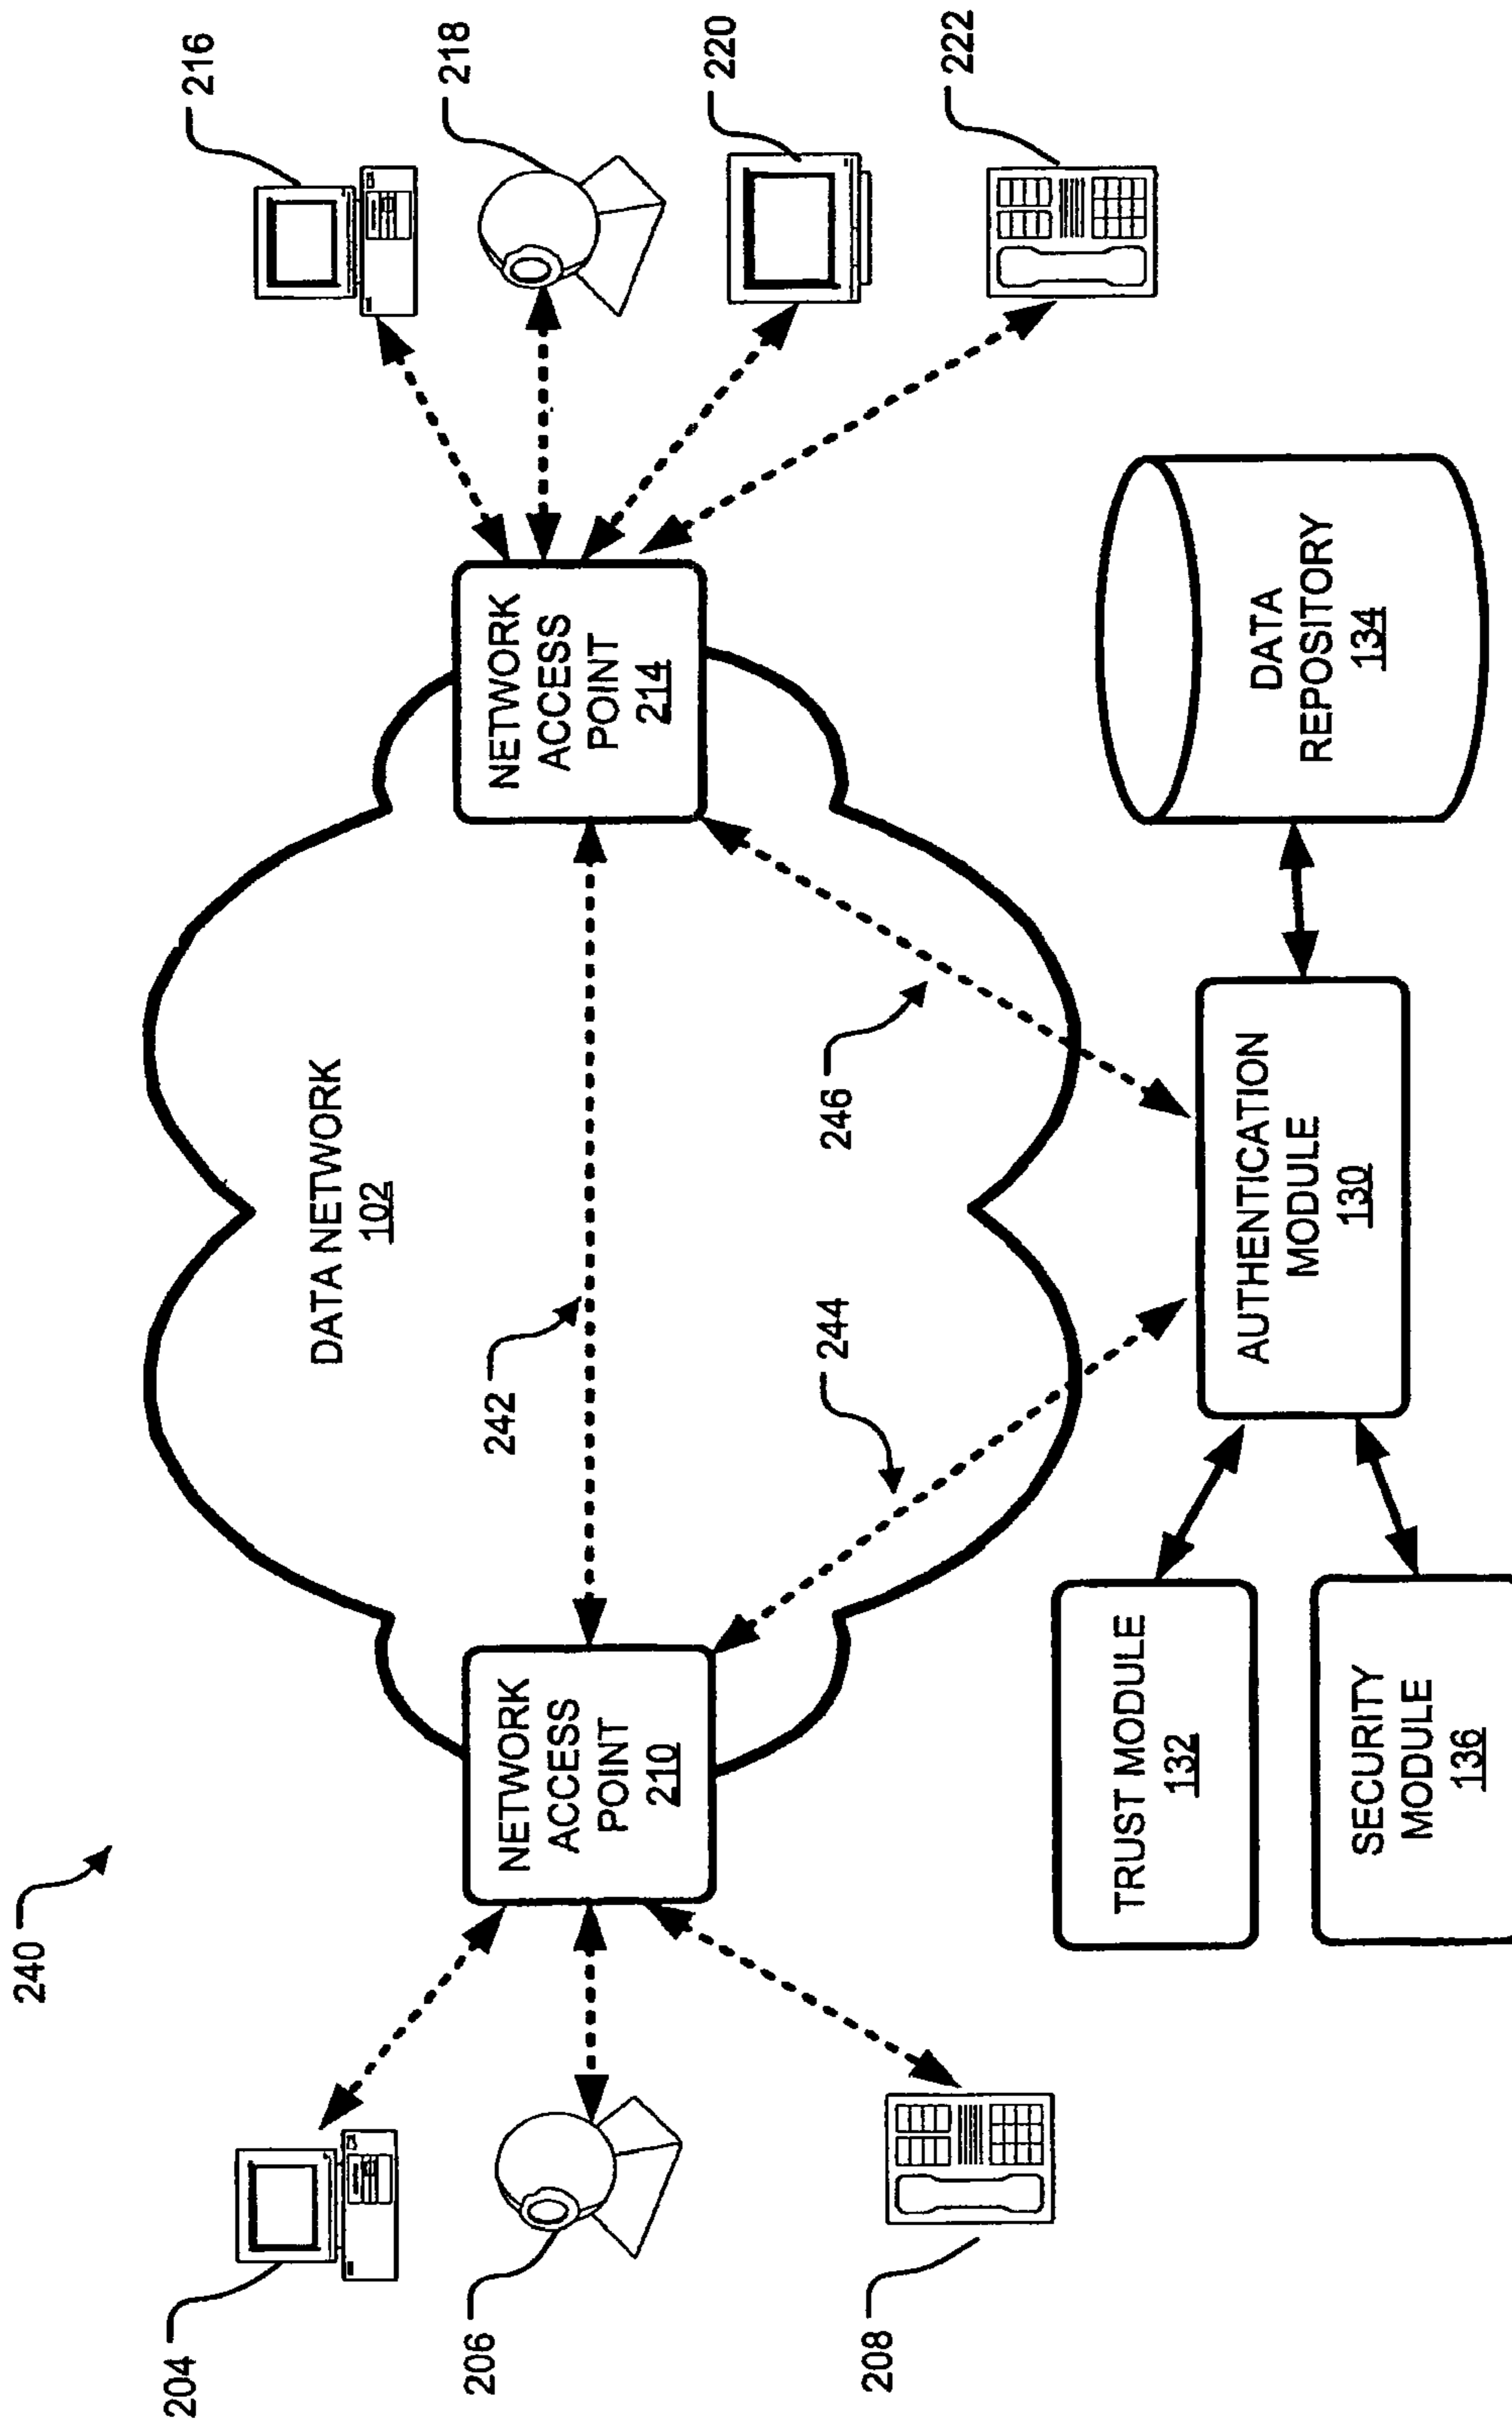 240
216
218
220
222
204
206
208
DATA NETWORK
102
242
244
246
NETWORK
ACCESS
POINT
210
NETWORK
ACCESS
POINT
214
TRUST MODULE
132
SECURITY
MODULE
136
AUTHENTICATION
MODULE
130
DATA
REPOSITORY
134